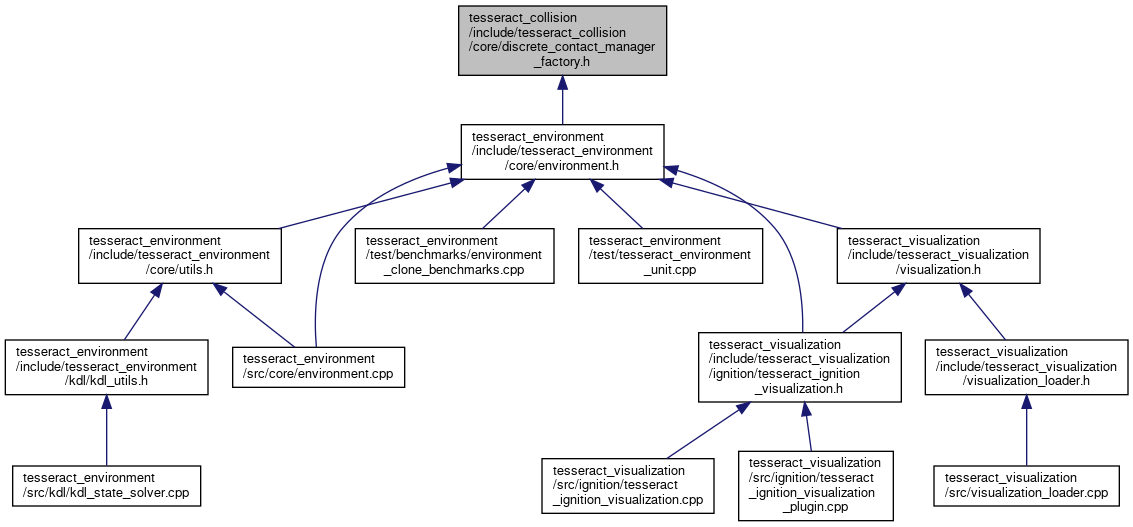 tesseract_collision
/include/tesseract_collision
/core/discrete_contact_manager
_factory.h
tesseract_environment
/include/tesseract_environment
/core/environment.h
tesseract_environment
/include/tesseract_environment
/core/utils.h
tesseract_environment
/test/benchmarks/environment
_clone_benchmarks.cpp
tesseract_environment
/test/tesseract_environment
_unit.cpp
tesseract_visualization
/include/tesseract_visualization
/visualization.h
tesseract_environment
/include/tesseract_environment
/kdl/kdl_utils.h
tesseract_environment
/src/core/environment.cpp
tesseract_visualization
/include/tesseract_visualization
/ignition/tesseract_ignition
_visualization.h
tesseract_visualization
/include/tesseract_visualization
/visualization_loader.h
tesseract_environment
/src/kdl/kdl_state_solver.cpp
tesseract_visualization
/src/ignition/tesseract
_ignition_visualization.cpp
tesseract_visualization
/src/ignition/tesseract
_ignition_visualization
_plugin.cpp
tesseract_visualization
/src/visualization_loader.cpp